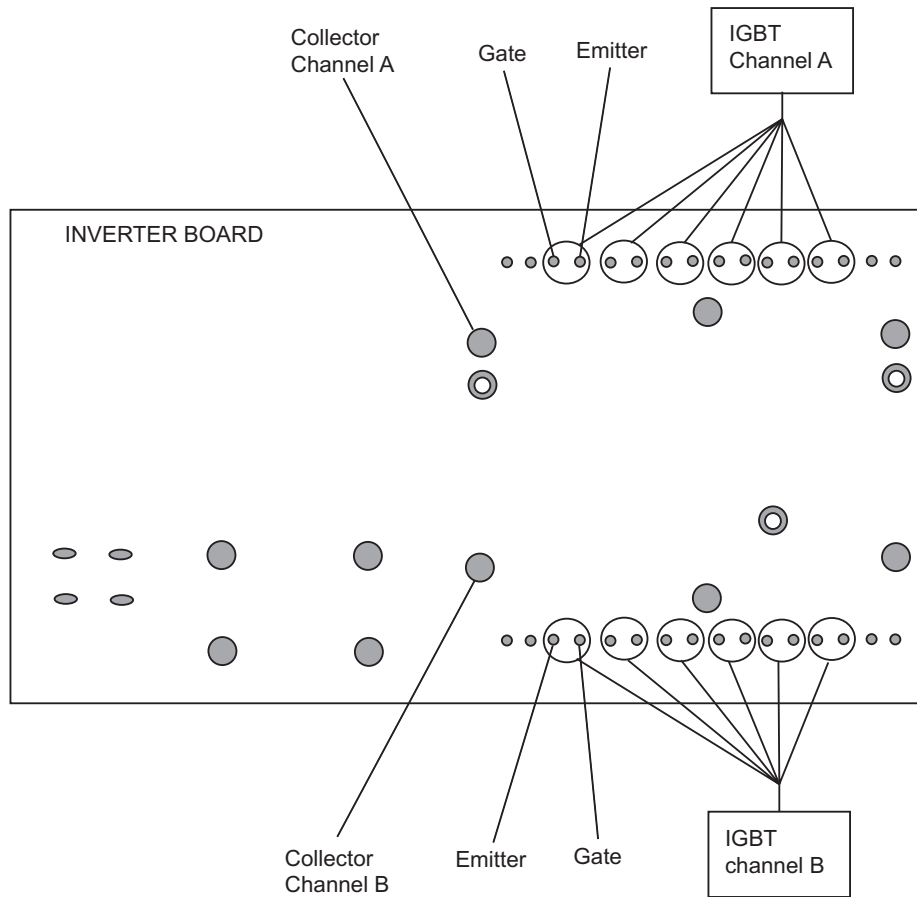 Collector
Channel A
Gate
Emitter
IGBT
Channel A
INVERTER BOARD
Collector
Channel B
Emitter
Gate
IGBT
channel B